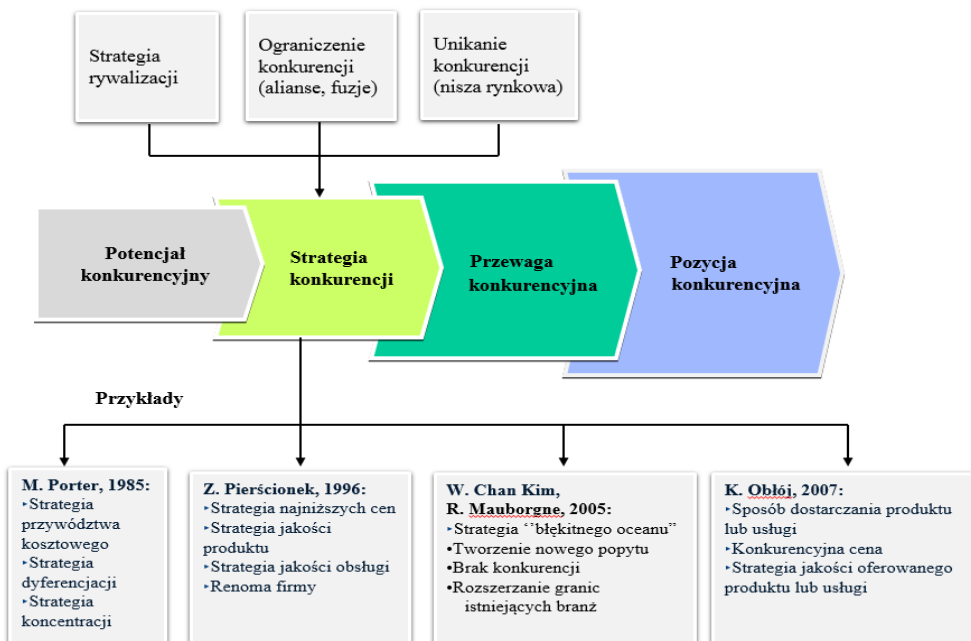 Strategia
rywalizacji
Ograniczenie
konkurencji
(alianse, fuzje)
Unikanie
konkurencji
(nisza rynkowa)
Potencjał
konkurencyjny
Strategia
konkurencji
Przewaga
konkurencyjna
Pozycja
konkurencyjna
Przykłady
M. Porter, 1985:
▸Strategia
przywództwa
kosztowego
▸Strategia
dyferencjacji
▸Strategia
koncentracji
Z. Pierścionek, 1996:
▸Strategia najniższych cen
▸Strategia jakości
produktu
▸Strategia jakości obsługi
▸Renoma firmy
W. Chan Kim,
R. Mauborgne, 2005:
▸Strategia ‘’błękitnego oceanu”
•Tworzenie nowego popytu
•Brak konkurencji
•Rozszerzanie granic
istniejących branż
K. Obłój, 2007:
▸Sposób dostarczania produktu
lub usługi
▸Konkurencyjna cena
▸Strategia jakości oferowanego
produktu lub usługi